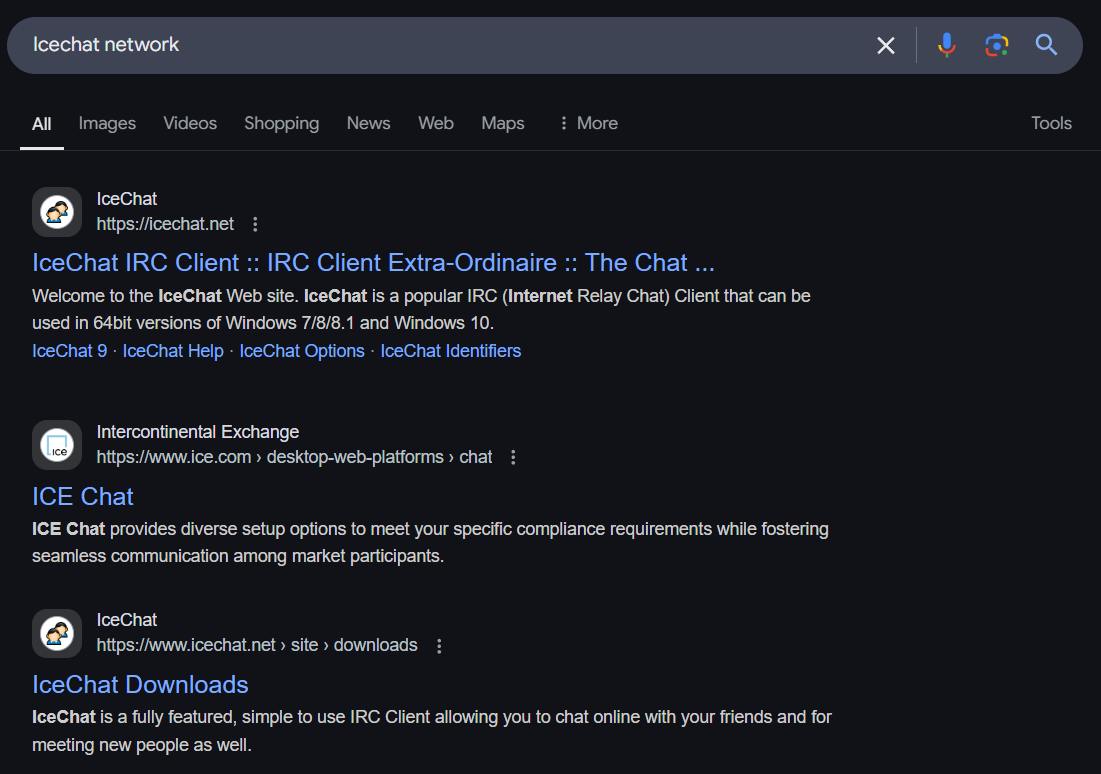 Icechat network
All Images Videos Shopping News Web Maps More Tools
IceChat
https://icechat.net
IceChat IRC Client :: IRC Client Extra-Ordinaire :: The Chat ...
Welcome to the IceChat Web site. IceChat is a popular IRC (Internet Relay Chat) Client that can be
used in 64bit versions of Windows 7/8/8.1 and Windows 10.
IceChat 9 · IceChat Help · IceChat Options · IceChat Identifiers
Intercontinental Exchange
ice
https://www.ice.com › desktop-web-platforms › chat
ICE Chat
ICE Chat provides diverse setup options to meet your specific compliance requirements while fostering
seamless communication among market participants.
IceChat
https://www.icechat.net › site › downloads
IceChat Downloads
IceChat is a fully featured, simple to use IRC Client allowing you to chat online with your friends and for
meeting new people as well.